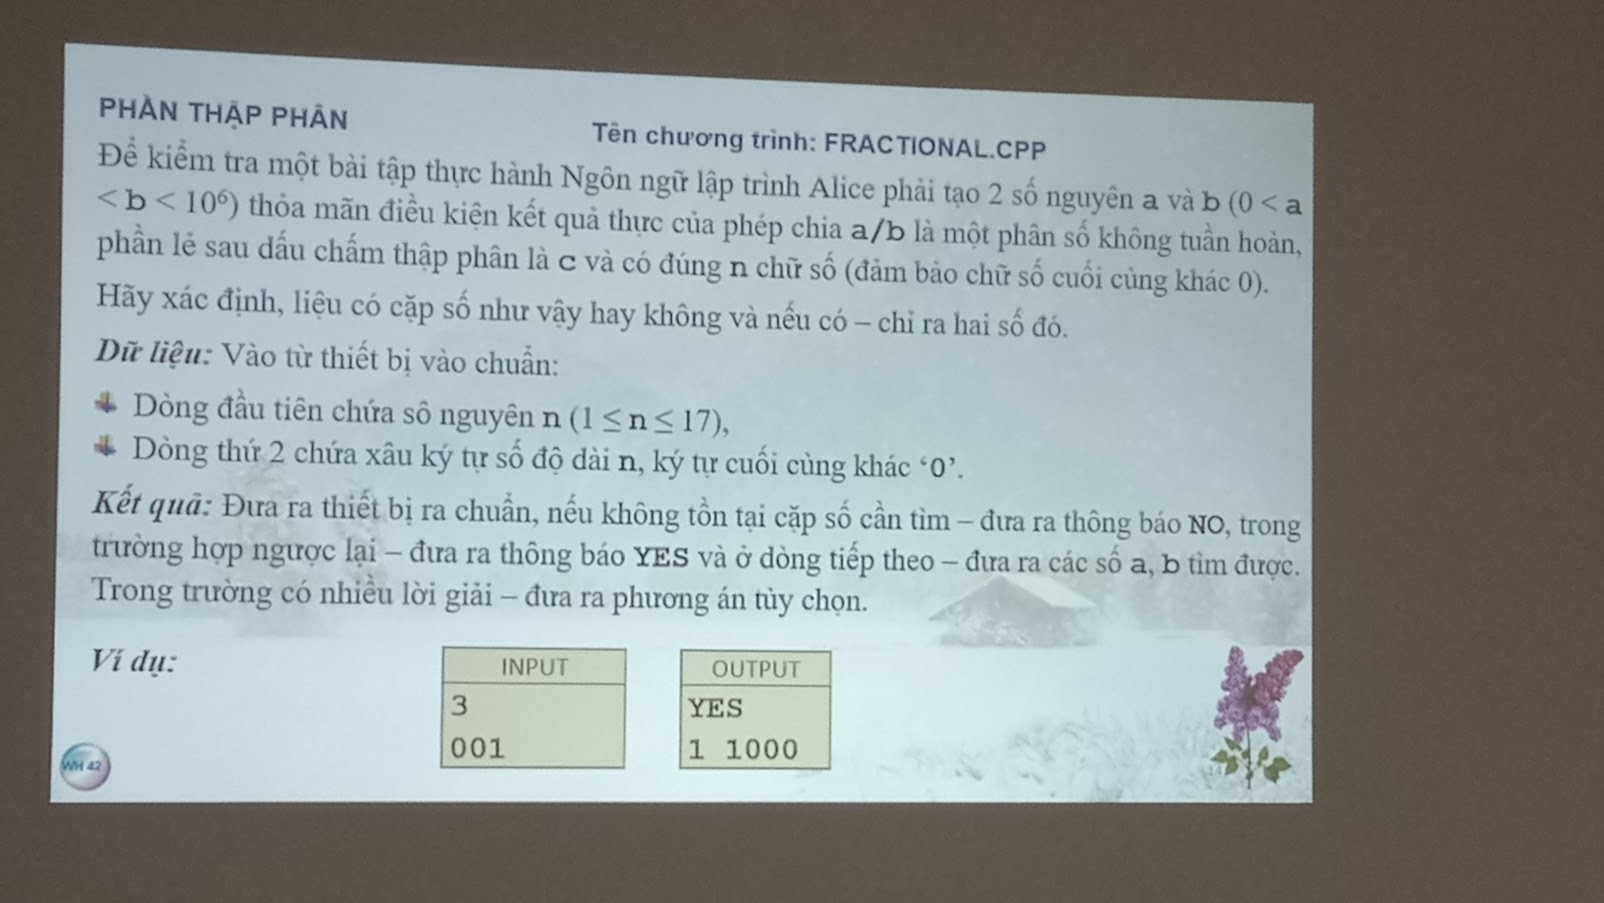 PHẦN THẬP PHÂN
Tên chương trình: FRACTIONAL.CPP
Để kiểm tra một bài tập thực hành Ngôn ngữ lập trình Alice phải tạo 2 số nguyên a và b (0 < a
< b < 10⁶) thỏa mãn điều kiện kết quả thực của phép chia a/b là một phân số không tuần hoàn,
phần lẻ sau dấu chấm thập phân là c và có đúng n chữ số (đảm bảo chữ số cuối cùng khác 0).
Hãy xác định, liệu có cặp số như vậy hay không và nếu có – chỉ ra hai số đó.
Dữ liệu: Vào từ thiết bị vào chuẩn:
Dòng đầu tiên chứa sô nguyên n (1 ≤ n ≤ 17),
Dòng thứ 2 chứa xâu ký tự số độ dài n, ký tự cuối cùng khác ‘0’.
Kết quả: Đưa ra thiết bị ra chuẩn, nếu không tồn tại cặp số cần tìm – đưa ra thông báo NO, trong
trường hợp ngược lại – đưa ra thông báo YES và ở dòng tiếp theo – đưa ra các số a, b tìm được.
Trong trường có nhiều lời giải – đưa ra phương án tùy chọn.
Ví dụ:
INPUT
3
001
OUTPUT
YES
1 1000
WH 42
14